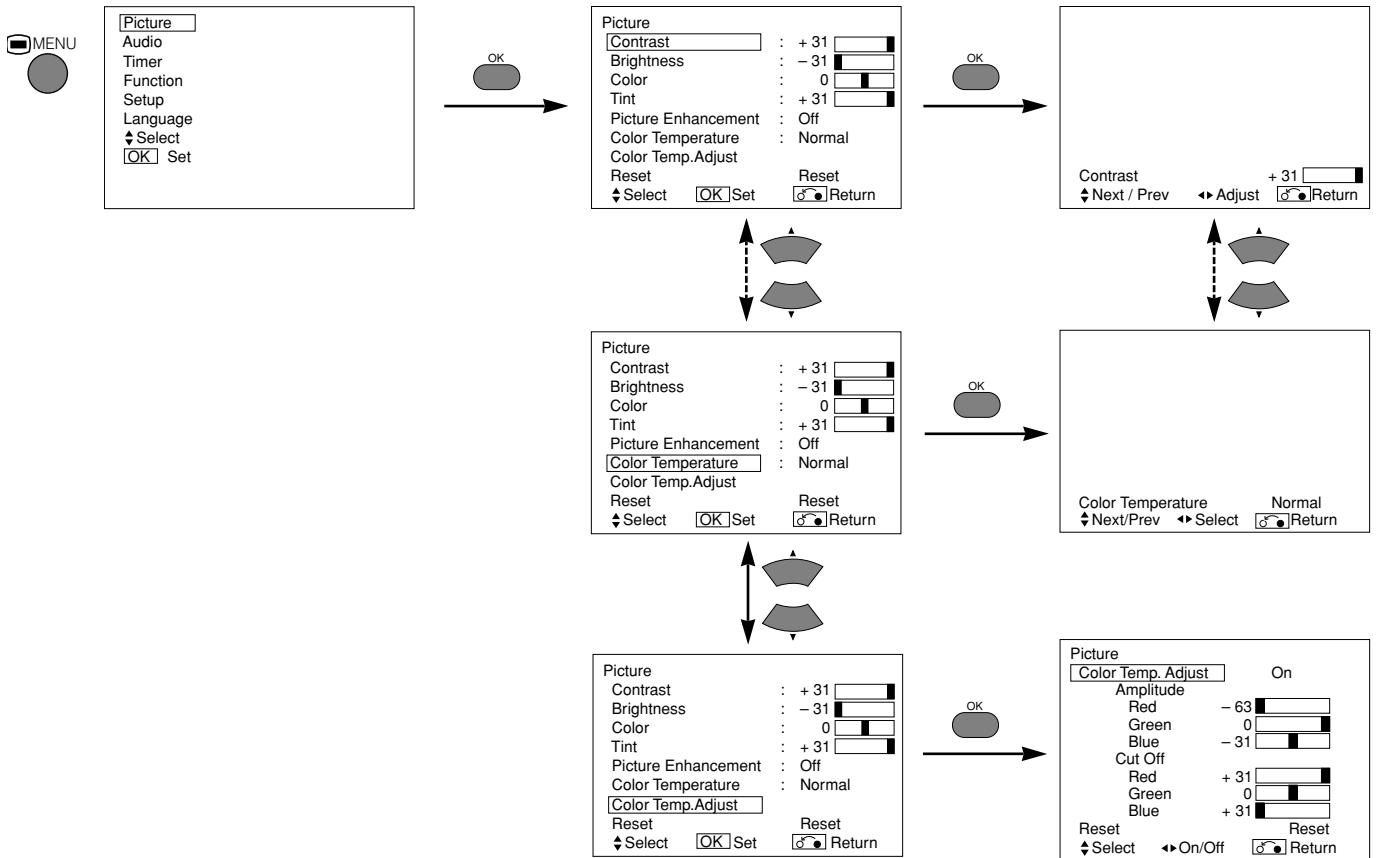 MENU
Picture
Audio
Timer
Function
Setup
Language
Select
OK Set
OK
Picture
Contrast : + 31
Brightness : – 31
Color : 0
Tint : + 31
Picture Enhancement : Off
Color Temperature : Normal
Color Temp.Adjust
Reset Reset
Select OK Set Return
OK
Contrast + 31
Next / Prev Adjust Return
Picture
Contrast : + 31
Brightness : – 31
Color : 0
Tint : + 31
Picture Enhancement : Off
Color Temperature : Normal
Color Temp.Adjust
Reset Reset
Select OK Set Return
OK
Color Temperature Normal
Next/Prev Select Return
Picture
Contrast : + 31
Brightness : – 31
Color : 0
Tint : + 31
Picture Enhancement : Off
Color Temperature : Normal
Color Temp.Adjust
Reset Reset
Select OK Set Return
OK
Picture
Color Temp. Adjust On
Amplitude
Red – 63
Green 0
Blue – 31
Cut Off
Red + 31
Green 0
Blue + 31
Reset Reset
Select On/Off Return